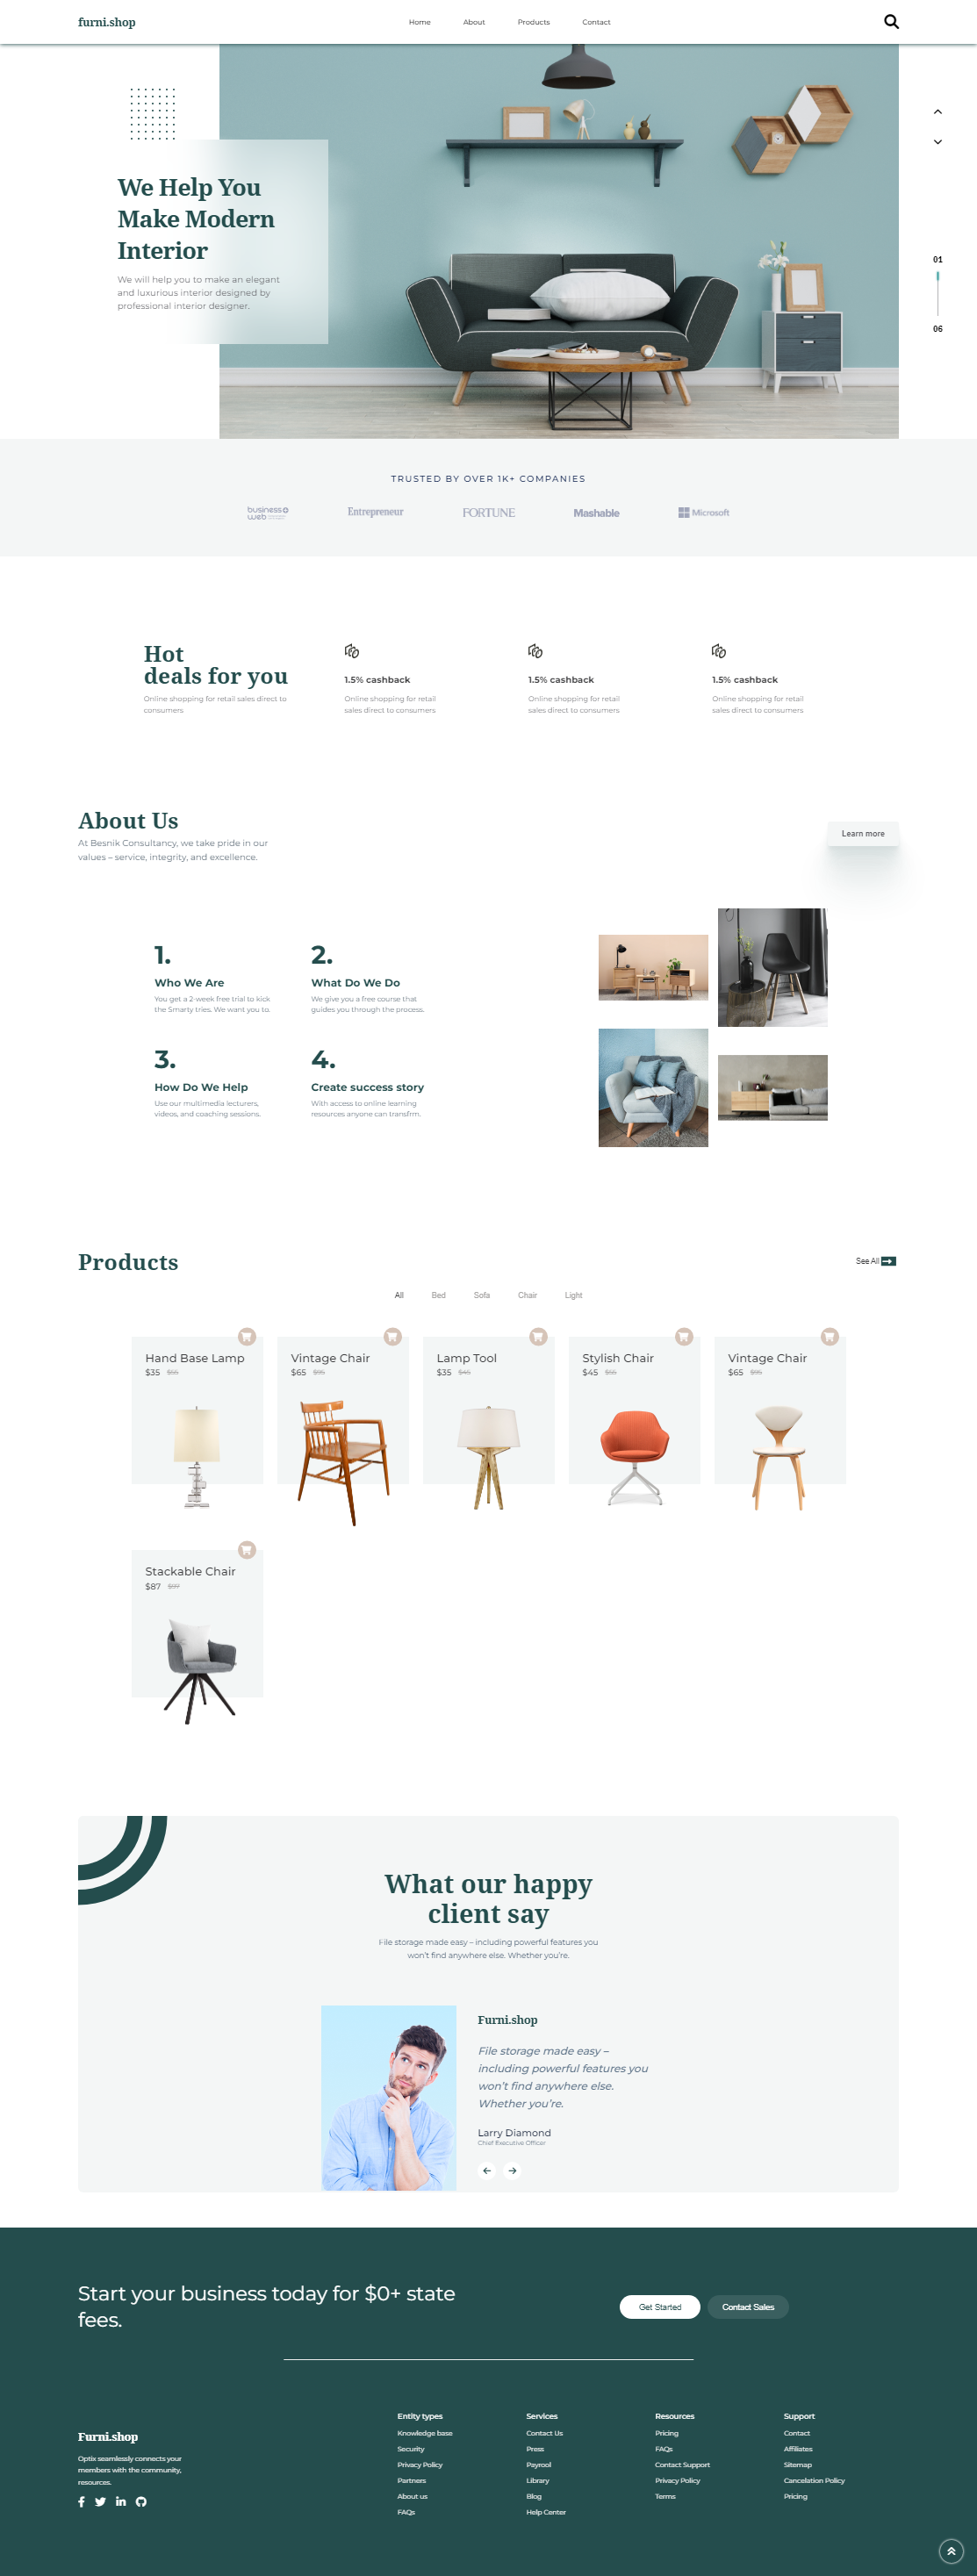 furni.shop
Home About Products Contact
We Help You
Make Modern
Interior
We will help you to make an elegant
and luxurious interior designed by
professional interior designer.
01
06
TRUSTED BY OVER 1K+ COMPANIES
business+
web
Entrepreneur
FORTUNE
Mashable
Microsoft
Hot
deals for you
Online shopping for retail sales direct to
consumers
1.5% cashback
Online shopping for retail
sales direct to consumers
1.5% cashback
Online shopping for retail
sales direct to consumers
1.5% cashback
Online shopping for retail
sales direct to consumers
About Us
At Besnik Consultancy, we take pride in our
values – service, integrity, and excellence.
Learn more
1.
Who We Are
You get a 2-week free trial to kick
the Smarty tries. We want you to.
2.
What Do We Do
We give you a free course that
guides you through the process.
3.
How Do We Help
Use our multimedia lecturers,
videos, and coaching sessions.
4.
Create success story
With access to online learning
resources anyone can transfrm.
Products
See All
All Bed Sofa Chair Light
Hand Base Lamp
$35 $55
Vintage Chair
$65 $95
Lamp Tool
$35 $45
Stylish Chair
$45 $55
Vintage Chair
$65 $95
Stackable Chair
$87 $97
What our happy
client say
File storage made easy – including powerful features you
won't find anywhere else. Whether you're.
Furni.shop
File storage made easy –
including powerful features you
won't find anywhere else.
Whether you're.
Larry Diamond
Chief Executive Officer
Start your business today for $0+ state
fees.
Get Started
Contact Sales
Furni.shop
Optix seamlessly connects your
members with the community,
resources.
Entity types
Knowledge base
Security
Privacy Policy
Partners
About us
FAQs
Services
Contact Us
Press
Payrool
Library
Blog
Help Center
Resources
Pricing
FAQs
Contact Support
Privacy Policy
Terms
Support
Contact
Affiliates
Sitemap
Cancelation Policy
Pricing